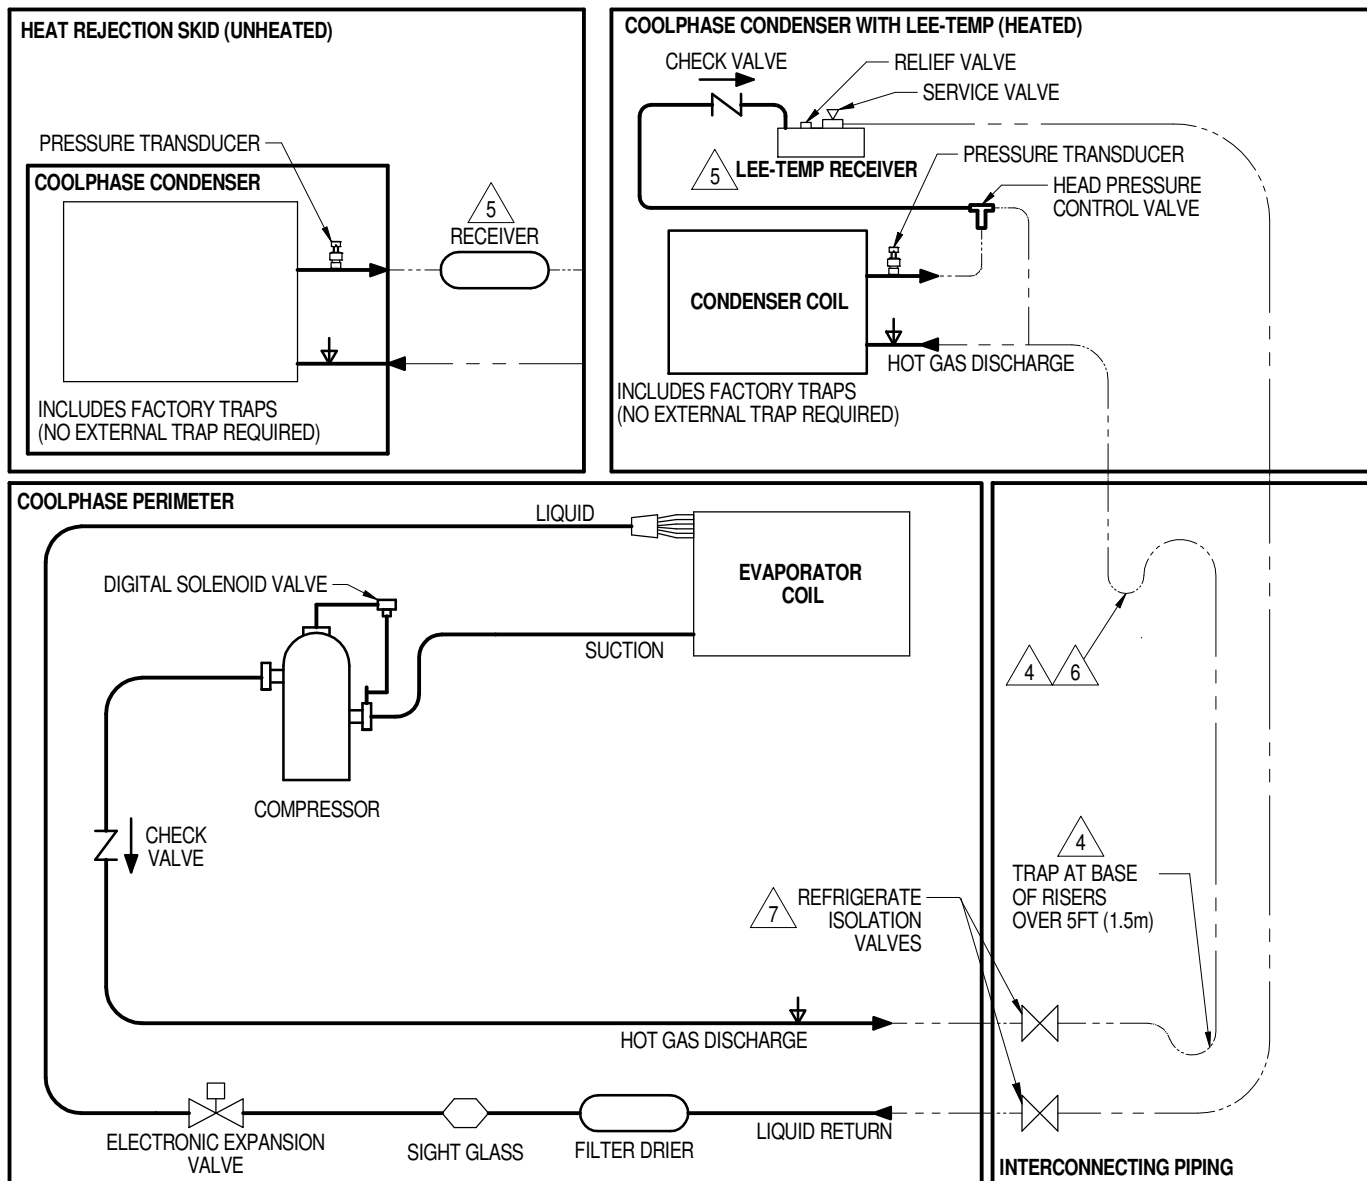 HEAT REJECTION SKID (UNHEATED)
PRESSURE TRANSDUCER
COOLPHASE CONDENSER
5
RECEIVER
INCLUDES FACTORY TRAPS
(NO EXTERNAL TRAP REQUIRED)
COOLPHASE CONDENSER WITH LEE-TEMP (HEATED)
CHECK VALVE
RELIEF VALVE
SERVICE VALVE
5
LEE-TEMP RECEIVER
PRESSURE TRANSDUCER
HEAD PRESSURE
CONTROL VALVE
CONDENSER COIL
HOT GAS DISCHARGE
INCLUDES FACTORY TRAPS
(NO EXTERNAL TRAP REQUIRED)
COOLPHASE PERIMETER
LIQUID
EVAPORATOR
COIL
DIGITAL SOLENOID VALVE
SUCTION
COMPRESSOR
CHECK
VALVE
7
REFRIGERATE
ISOLATION
VALVES
HOT GAS DISCHARGE
ELECTRONIC EXPANSION
VALVE
SIGHT GLASS
FILTER DRIER
LIQUID RETURN
4
6
4
TRAP AT BASE
OF RISERS
OVER 5FT (1.5m)
INTERCONNECTING PIPING